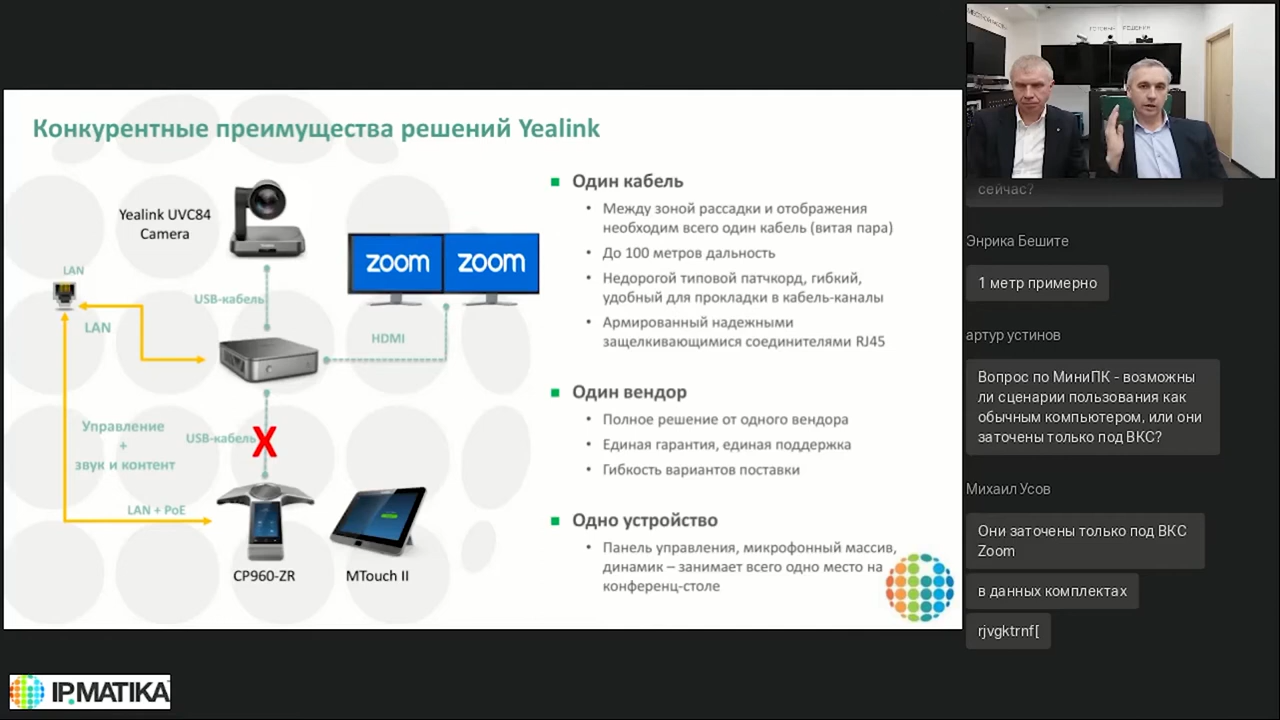 Конкурентные преимущества решений Yealink
Yealink UVC84
Camera
LAN
USB-кабель
LAN
HDMI
zoom
zoom
Управление
+
звук и контент
USB-кабель
X
LAN + PoE
CP960-ZR
MTouch II
Один кабель
Между зоной рассадки и отображения
необходим всего один кабель (витая пара)
До 100 метров дальность
Недорогой типовой патчкорд, гибкий,
удобный для прокладки в кабель-каналы
Армированный надежными
защелкивающимися соединителями RJ45
Один вендор
Полное решение от одного вендора
Единая гарантия, единая поддержка
Гибкость вариантов поставки
Одно устройство
Панель управления, микрофонный массив,
динамик – занимает всего одно место на
конференц-столе
IPMATIKA
сейчас?
Энрика Бешите
1 метр примерно
артур устинов
Вопрос по МиниПК - возможны
ли сценарии пользования как
обычным компьютером, или они
заточены только под ВКС?
Михаил Усов
Они заточены только под ВКС
Zoom
в данных комплектах
rjvgktrnf[